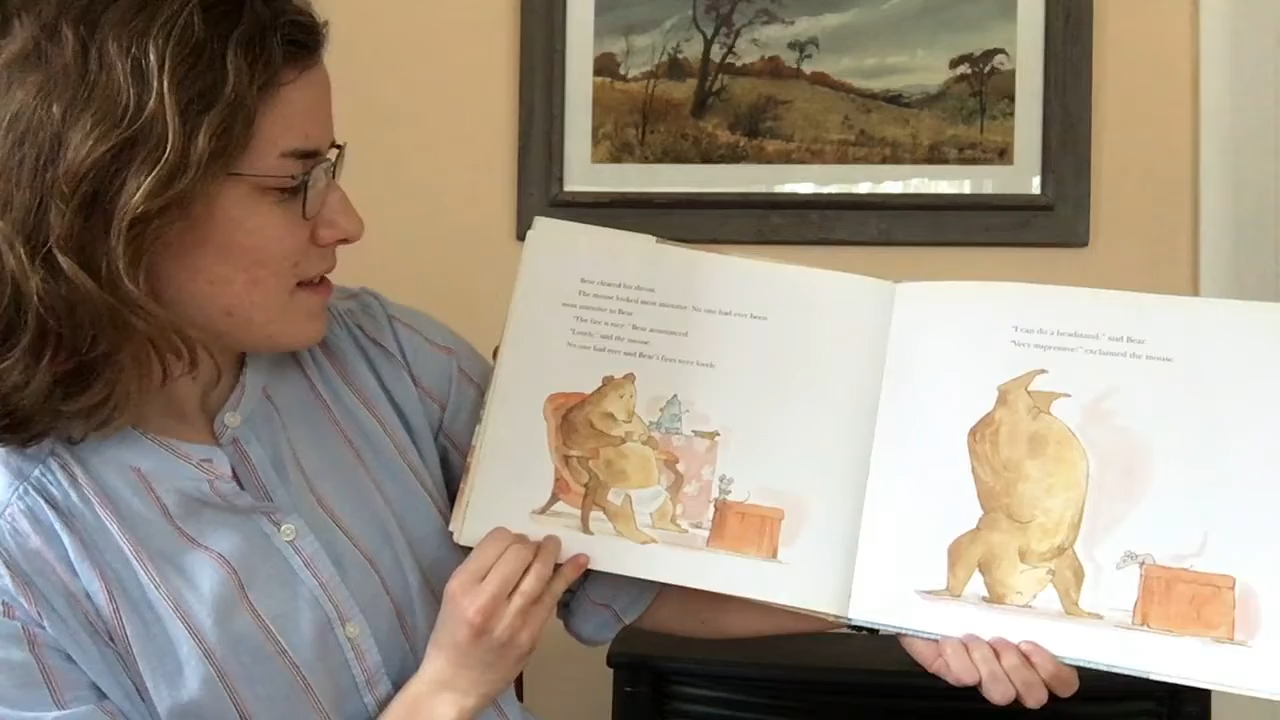 Bear cleared his throat.
The mouse looked most attentive. No one had ever been
most attentive to Bear.
"The fire is nice," Bear announced.
"Lovely," said the mouse.
No one had ever said Bear's fires were lovely.
"I can do a headstand," said Bear.
"Very impressive!" exclaimed the mouse.